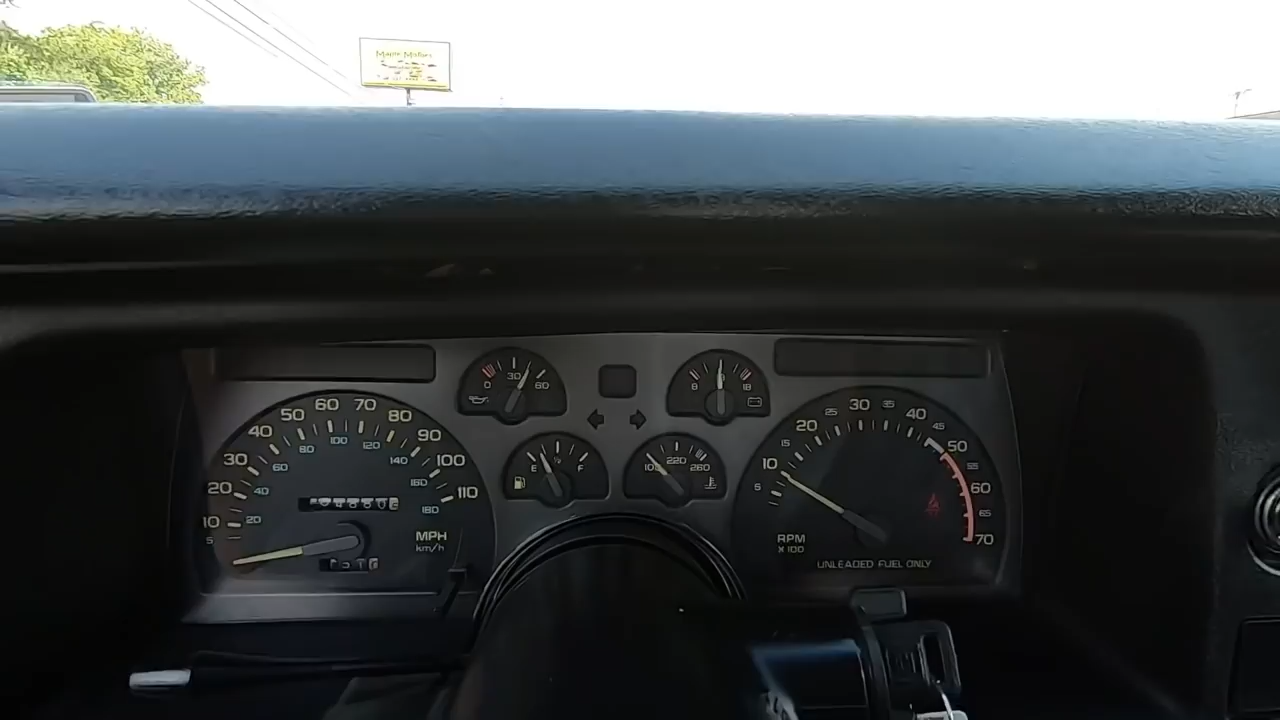 Maple Motors
0 30 60
8 18
5 10 20 30 40 50 60 70 80 90 100 110
20 40 60 80 100 120 140 160 180
MPH
km/h
E ½ F
100 220 260
5 10 15 20 25 30 35 40 45 50 55 60 65 70
RPM
X 100
UNLEADED FUEL ONLY